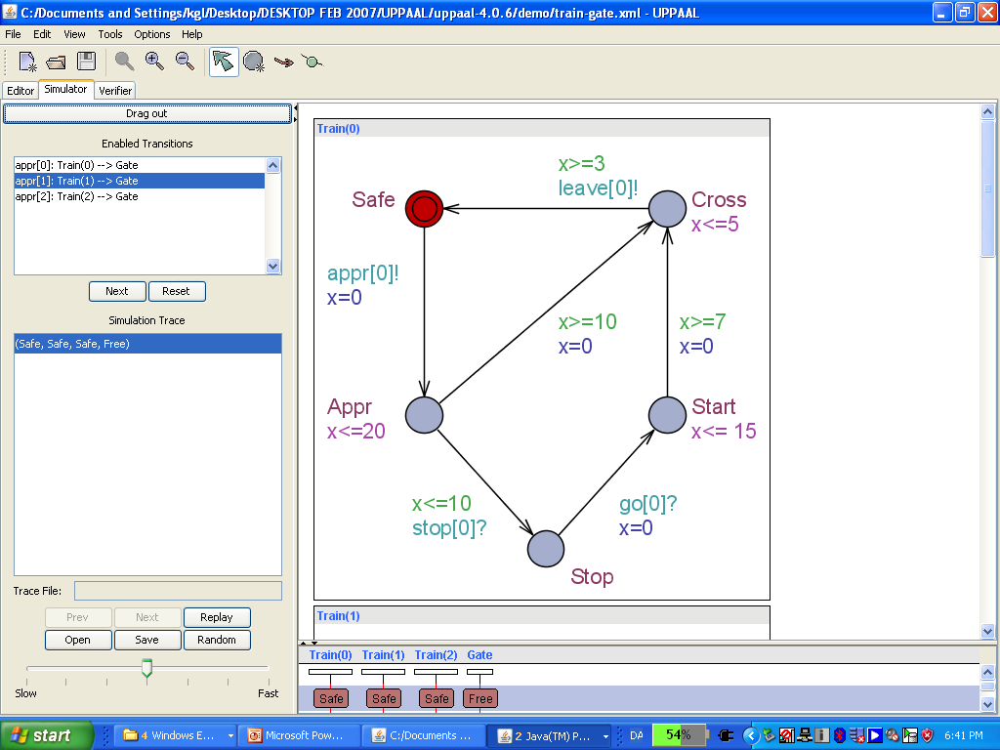 C:/Documents and Settings/kgl/Desktop/DESKTOP FEB 2007/UPPAAL/uppaal-4.0.6/demo/train-gate.xml - UPPAAL
File Edit View Tools Options Help
Editor Simulator Verifier
Drag out
Enabled Transitions
appr[0]: Train(0) --> Gate
appr[1]: Train(1) --> Gate
appr[2]: Train(2) --> Gate
Next Reset
Simulation Trace
(Safe, Safe, Safe, Free)
Trace File:
Prev Next Replay
Open Save Random
Slow Fast
Train(0)
x>=3
leave[0]!
Safe
Cross
x<=5
appr[0]!
x=0
x>=10
x=0
x>=7
x=0
Appr
x<=20
Start
x<= 15
x<=10
stop[0]?
go[0]?
x=0
Stop
Train(1)
Train(0) Train(1) Train(2) Gate
Safe Safe Safe Free
start 4 Windows E... Microsoft Pow... C:/Documents ... 2 Java(TM) P... DA 54% 6:41 PM